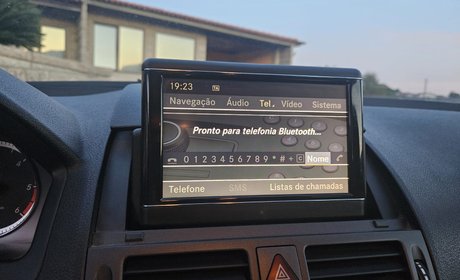 19:23
Navegação Áudio Tel. Vídeo Sistema
Pronto para telefonia Bluetooth...
0 1 2 3 4 5 6 7 8 9 * # + C Nome
Telefone SMS Listas de chamadas